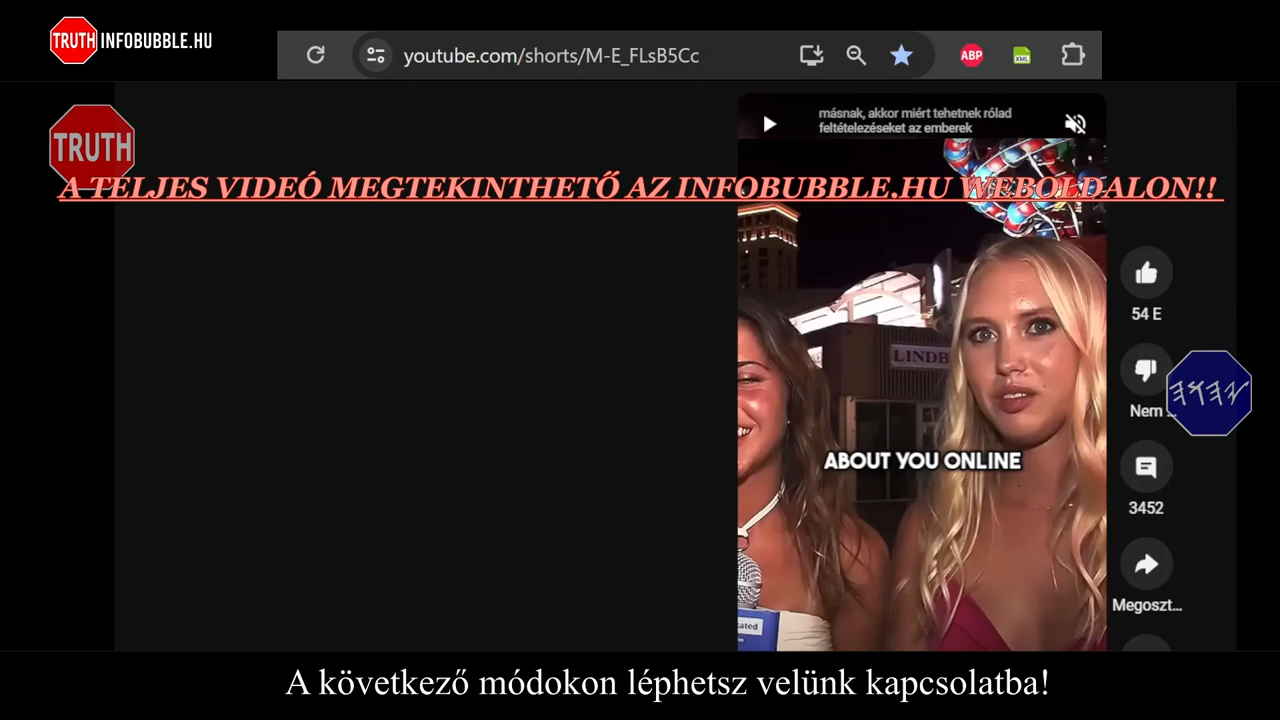 TRUTH INFOBUBBLE.HU
youtube.com/shorts/M-E_FLsB5Cc
ABP
XML
TRUTH
másnak, akkor miért tehetnek rólad
feltételezéseket az emberek
A TELJES VIDEÓ MEGTEKINTHETŐ AZ INFOBUBBLE.HU WEBOLDALON!!
54 E
LINDB
Nem ...
𐤉𐤄𐤅𐤄
ABOUT YOU ONLINE
3452
Megoszt...
cated
A következő módokon léphetsz velünk kapcsolatba!